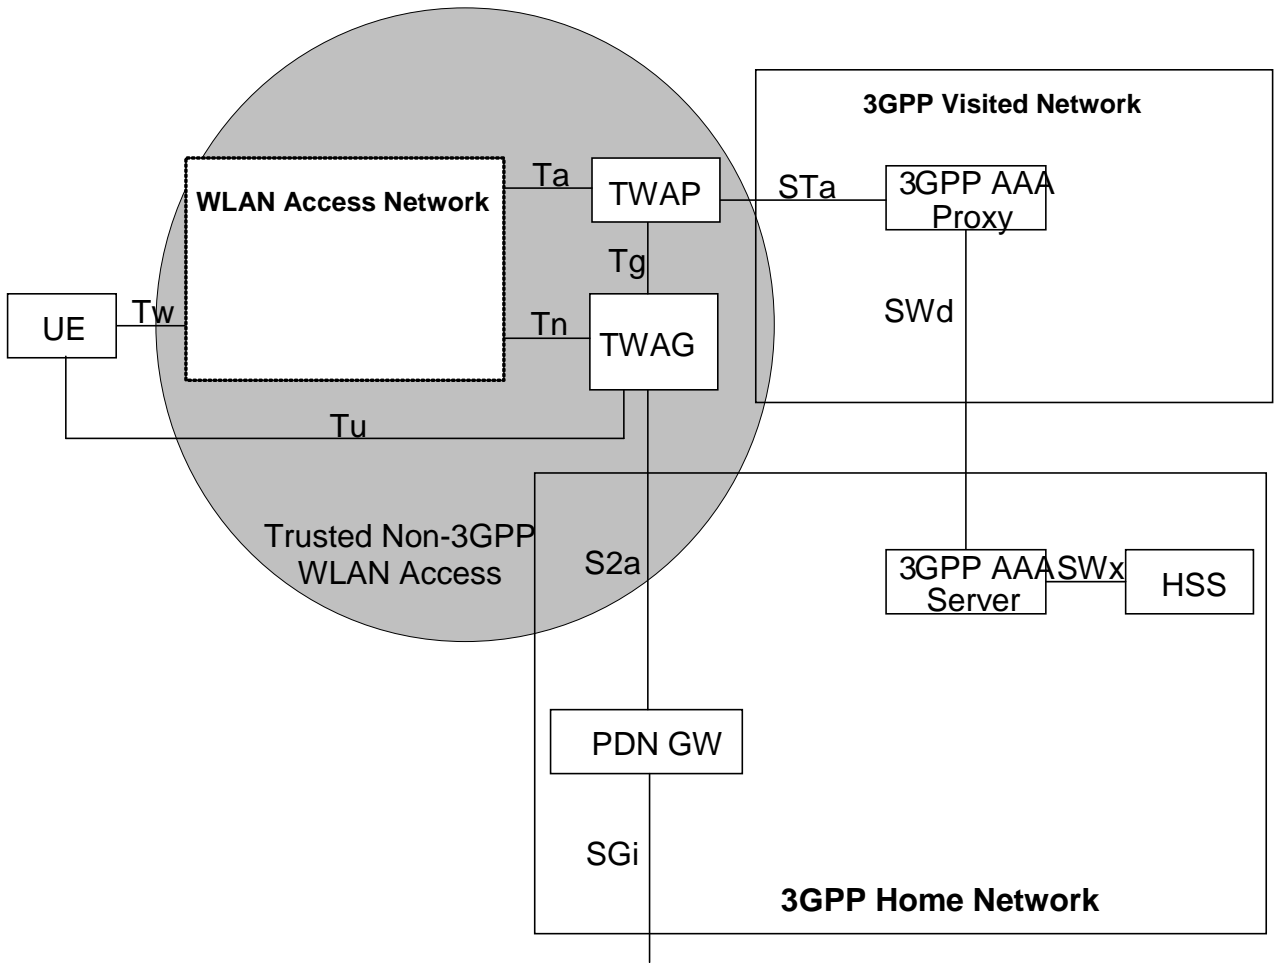 3GPP Visited Network
WLAN Access Network
Ta
TWAP
STa
3GPP AAA
Proxy
Tg
SWd
UE
Tw
Tn
TWAG
Tu
Trusted Non-3GPP
WLAN Access
S2a
3GPP AAA
Server
SWx
HSS
PDN GW
SGi
3GPP Home Network